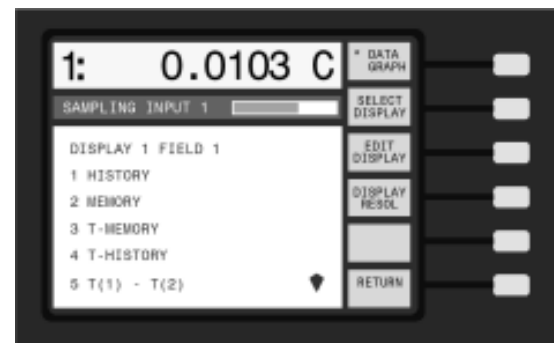 1: 0.0103 C
SAMPLING INPUT 1
DISPLAY 1 FIELD 1
1 HISTORY
2 MEMORY
3 T-MEMORY
4 T-HISTORY
5 T(1) - T(2)
* DATA
GRAPH
SELECT
DISPLAY
EDIT
DISPLAY
DISPLAY
RESOL
RETURN